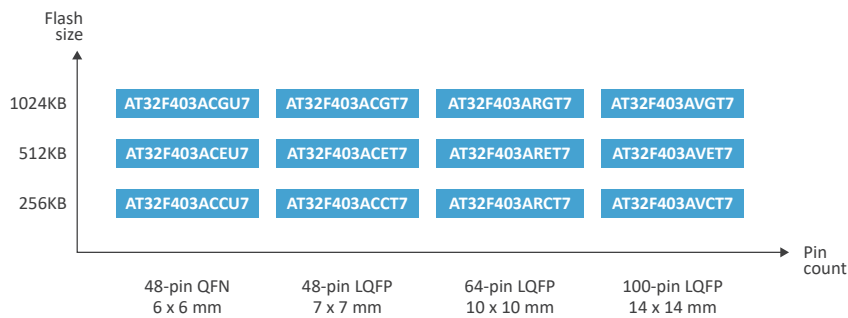 Flash
size
1024KB
AT32F403ACGU7
AT32F403ACGT7
AT32F403ARGT7
AT32F403AVGT7
512KB
AT32F403ACEU7
AT32F403ACET7
AT32F403ARET7
AT32F403AVET7
256KB
AT32F403ACCU7
AT32F403ACCT7
AT32F403ARCT7
AT32F403AVCT7
Pin
count
48-pin QFN
6 x 6 mm
48-pin LQFP
7 x 7 mm
64-pin LQFP
10 x 10 mm
100-pin LQFP
14 x 14 mm